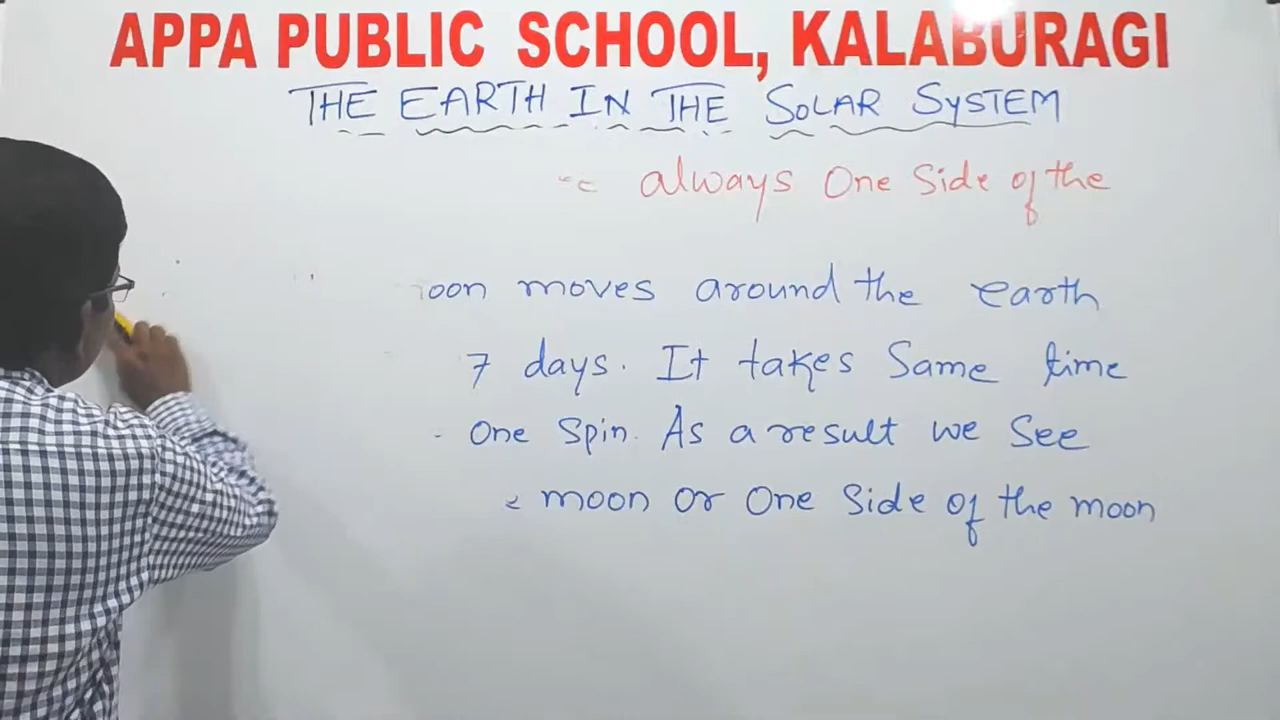 APPA PUBLIC SCHOOL, KALABURAGI
THE EARTH IN THE SOLAR SYSTEM
always One Side of the
oon moves around the earth
7 days. It takes Same time
One Spin. As a result we See
moon or One Side of the moon